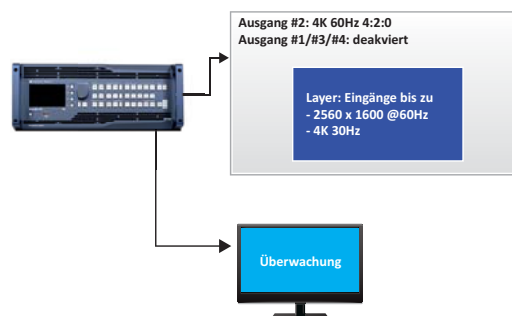 Ausgang #2: 4K 60Hz 4:2:0
Ausgang #1/#3/#4: deakviert
Layer: Eingänge bis zu
- 2560 x 1600 @60Hz
- 4K 30Hz
Überwachung